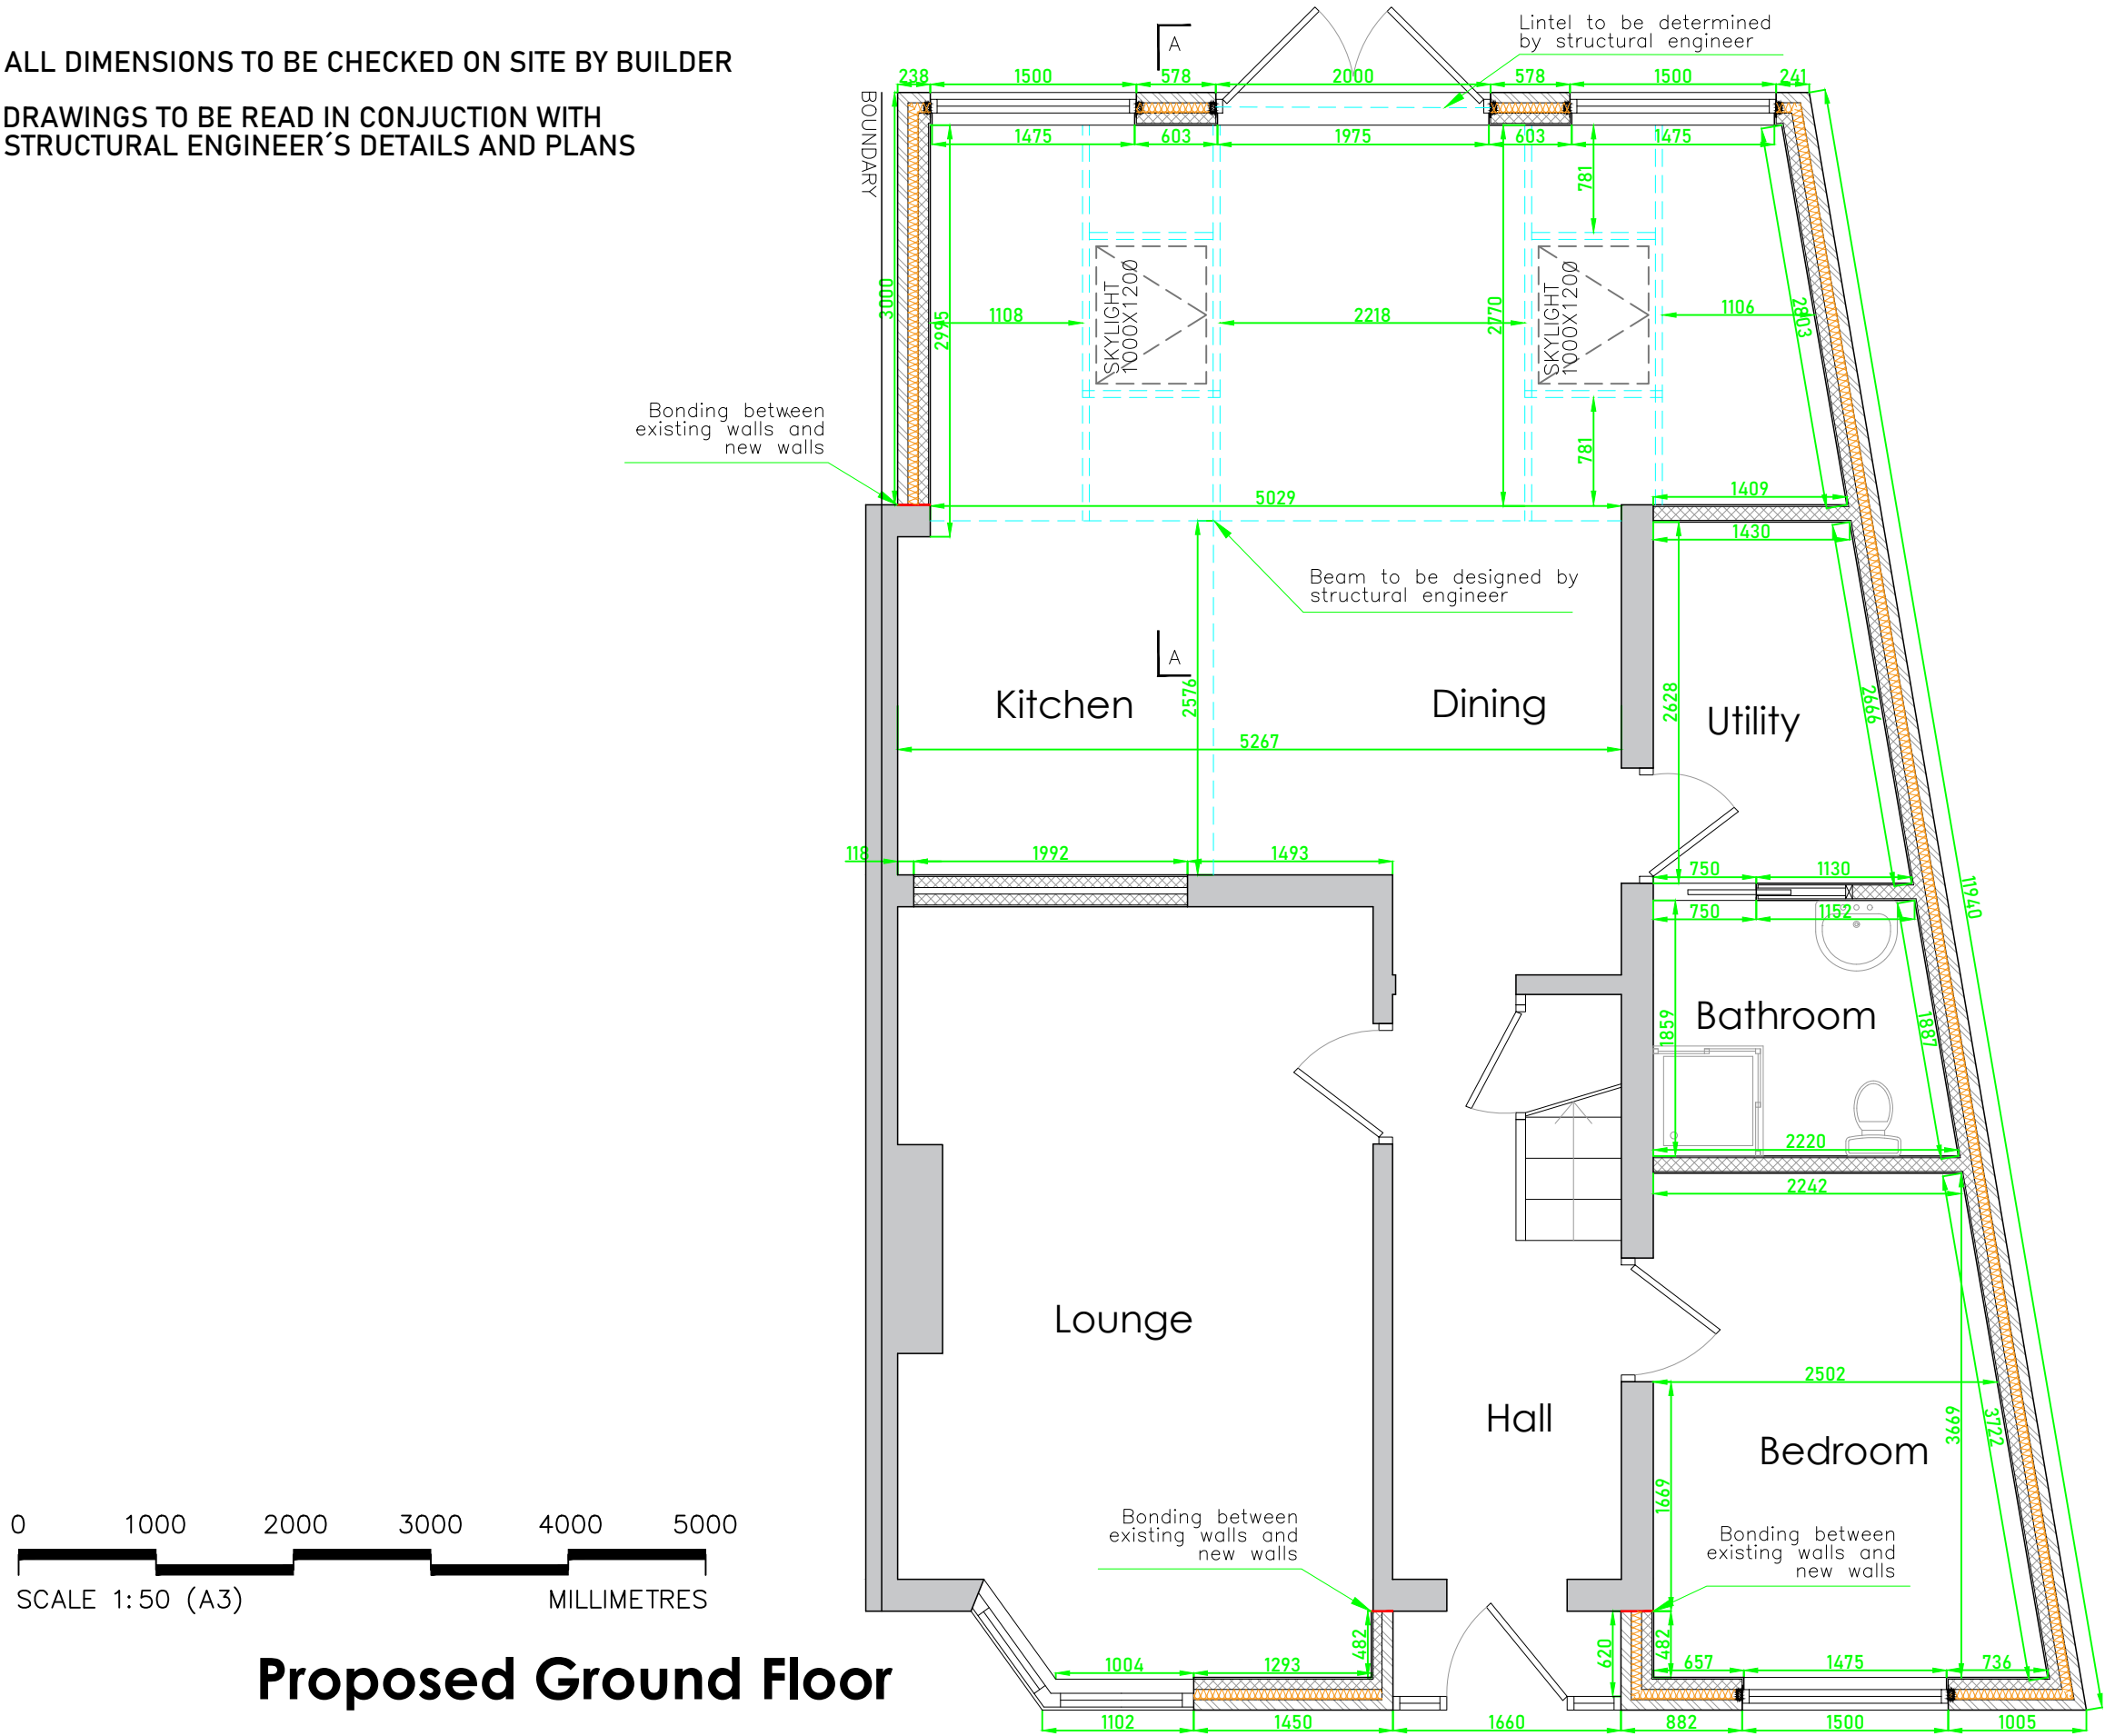 ALL DIMENSIONS TO BE CHECKED ON SITE BY BUILDER
DRAWINGS TO BE READ IN CONJUCTION WITH
STRUCTURAL ENGINEER´S DETAILS AND PLANS
A
Lintel to be determined
by structural engineer
238
1500
578
2000
578
1500
241
BOUNDARY
1475
603
1975
603
1475
781
3000
2995
1108
SKYLIGHT
1000X1200
2218
2770
SKYLIGHT
1000X1200
1106
2803
Bonding between
existing walls and
new walls
781
5029
1409
1430
Beam to be designed by
structural engineer
A
2576
Kitchen
Dining
2628
Utility
2666
5267
118
1992
1493
750
1130
11940
750
1152
Bathroom
1859
1887
2220
2242
Lounge
2502
Hall
3669
3722
Bedroom
1669
Bonding between
existing walls and
new walls
Bonding between
existing walls and
new walls
0
1000
2000
3000
4000
5000
SCALE 1:50 (A3)
MILLIMETRES
482
620
482
1004
1293
657
1475
736
Proposed Ground Floor
1102
1450
1660
882
1500
1005